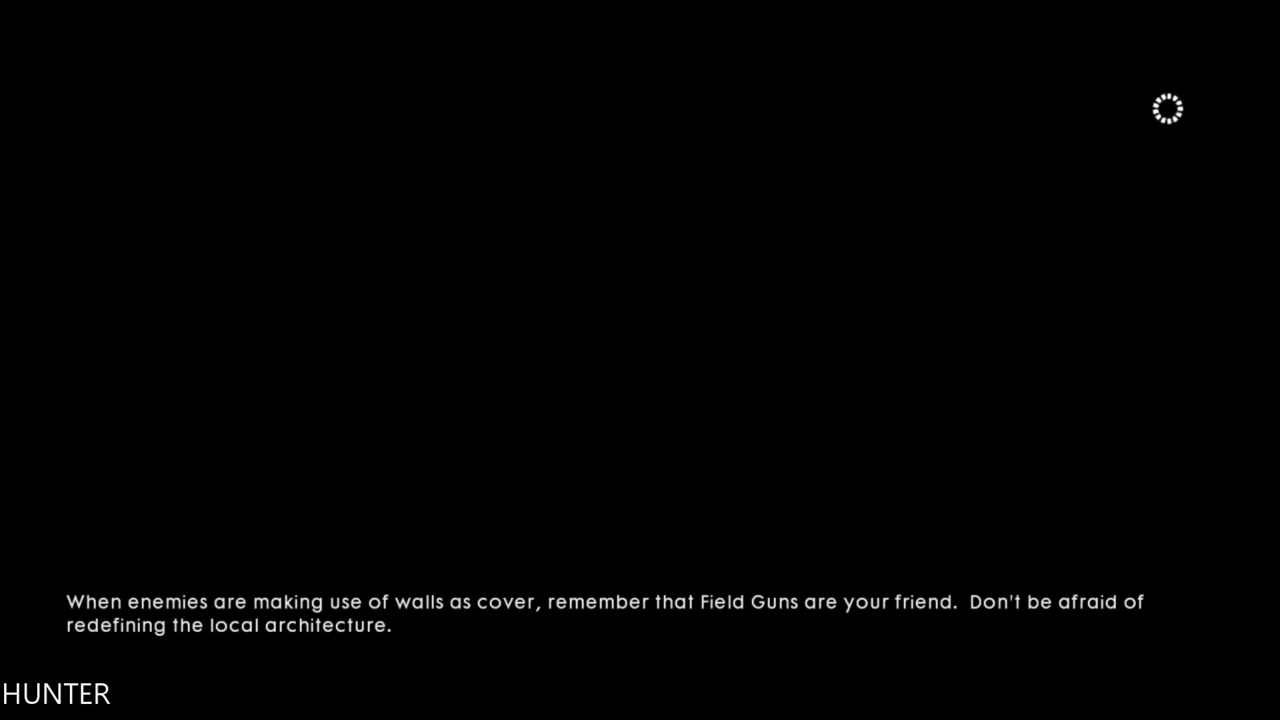 When enemies are making use of walls as cover, remember that Field Guns are your friend.  Don't be afraid of
redefining the local architecture.
HUNTER